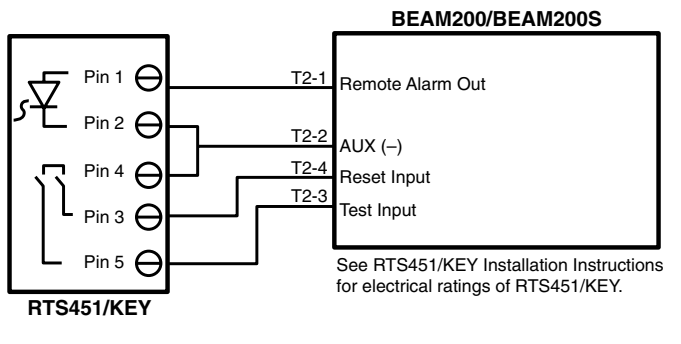 BEAM200/BEAM200S
Pin 1
T2-1
Remote Alarm Out
Pin 2
T2-2
AUX (–)
Pin 4
T2-4
Reset Input
T2-3
Pin 3
Test Input
Pin 5
See RTS451/KEY Installation Instructions
for electrical ratings of RTS451/KEY.
RTS451/KEY